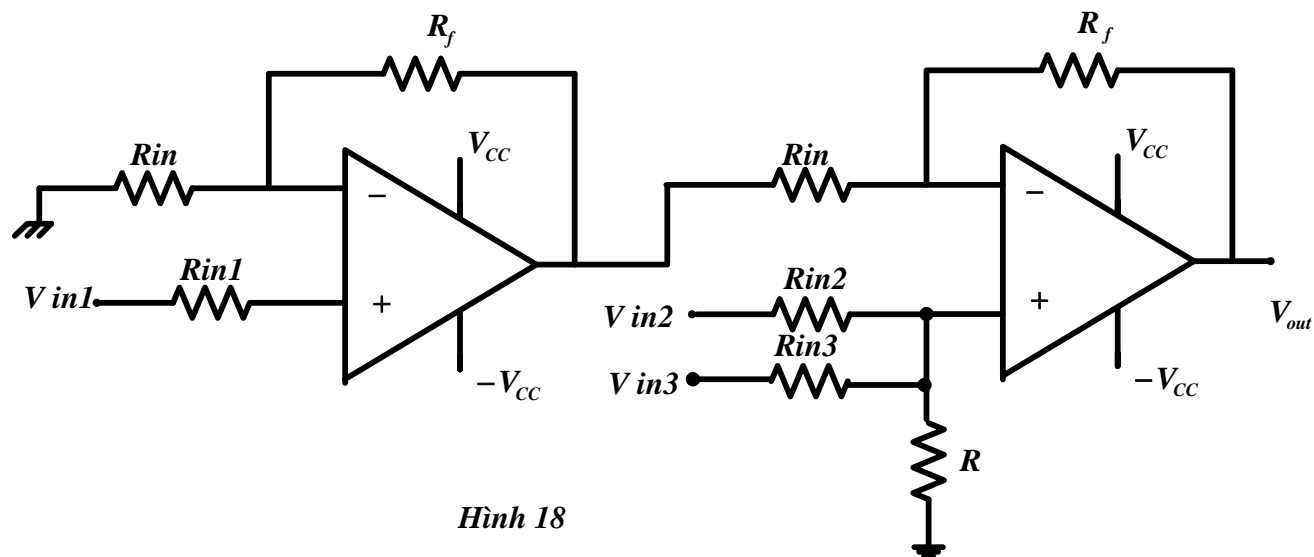 R_f
R_f
V_CC
V_CC
Rin
Rin
−
−
Rin1
Rin2
+
+
V in1
V in2
V_out
Rin3
V in3
−V_CC
−V_CC
R
Hình 18